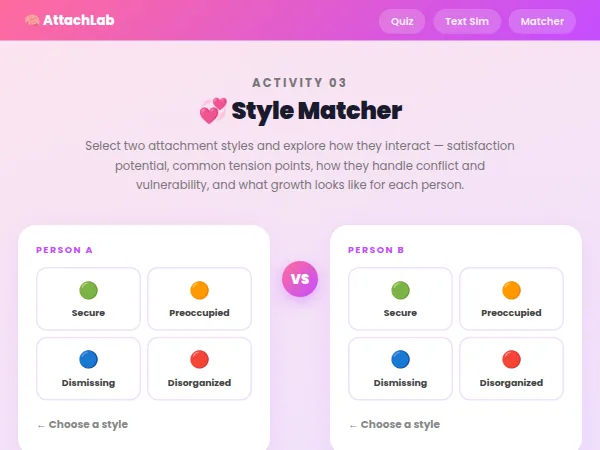 AttachLab
Quiz
Text Sim
Matcher
ACTIVITY 03
Style Matcher
Select two attachment styles and explore how they interact — satisfaction
potential, common tension points, how they handle conflict and
vulnerability, and what growth looks like for each person.
PERSON A
Secure
Preoccupied
Dismissing
Disorganized
← Choose a style
VS
PERSON B
Secure
Preoccupied
Dismissing
Disorganized
← Choose a style